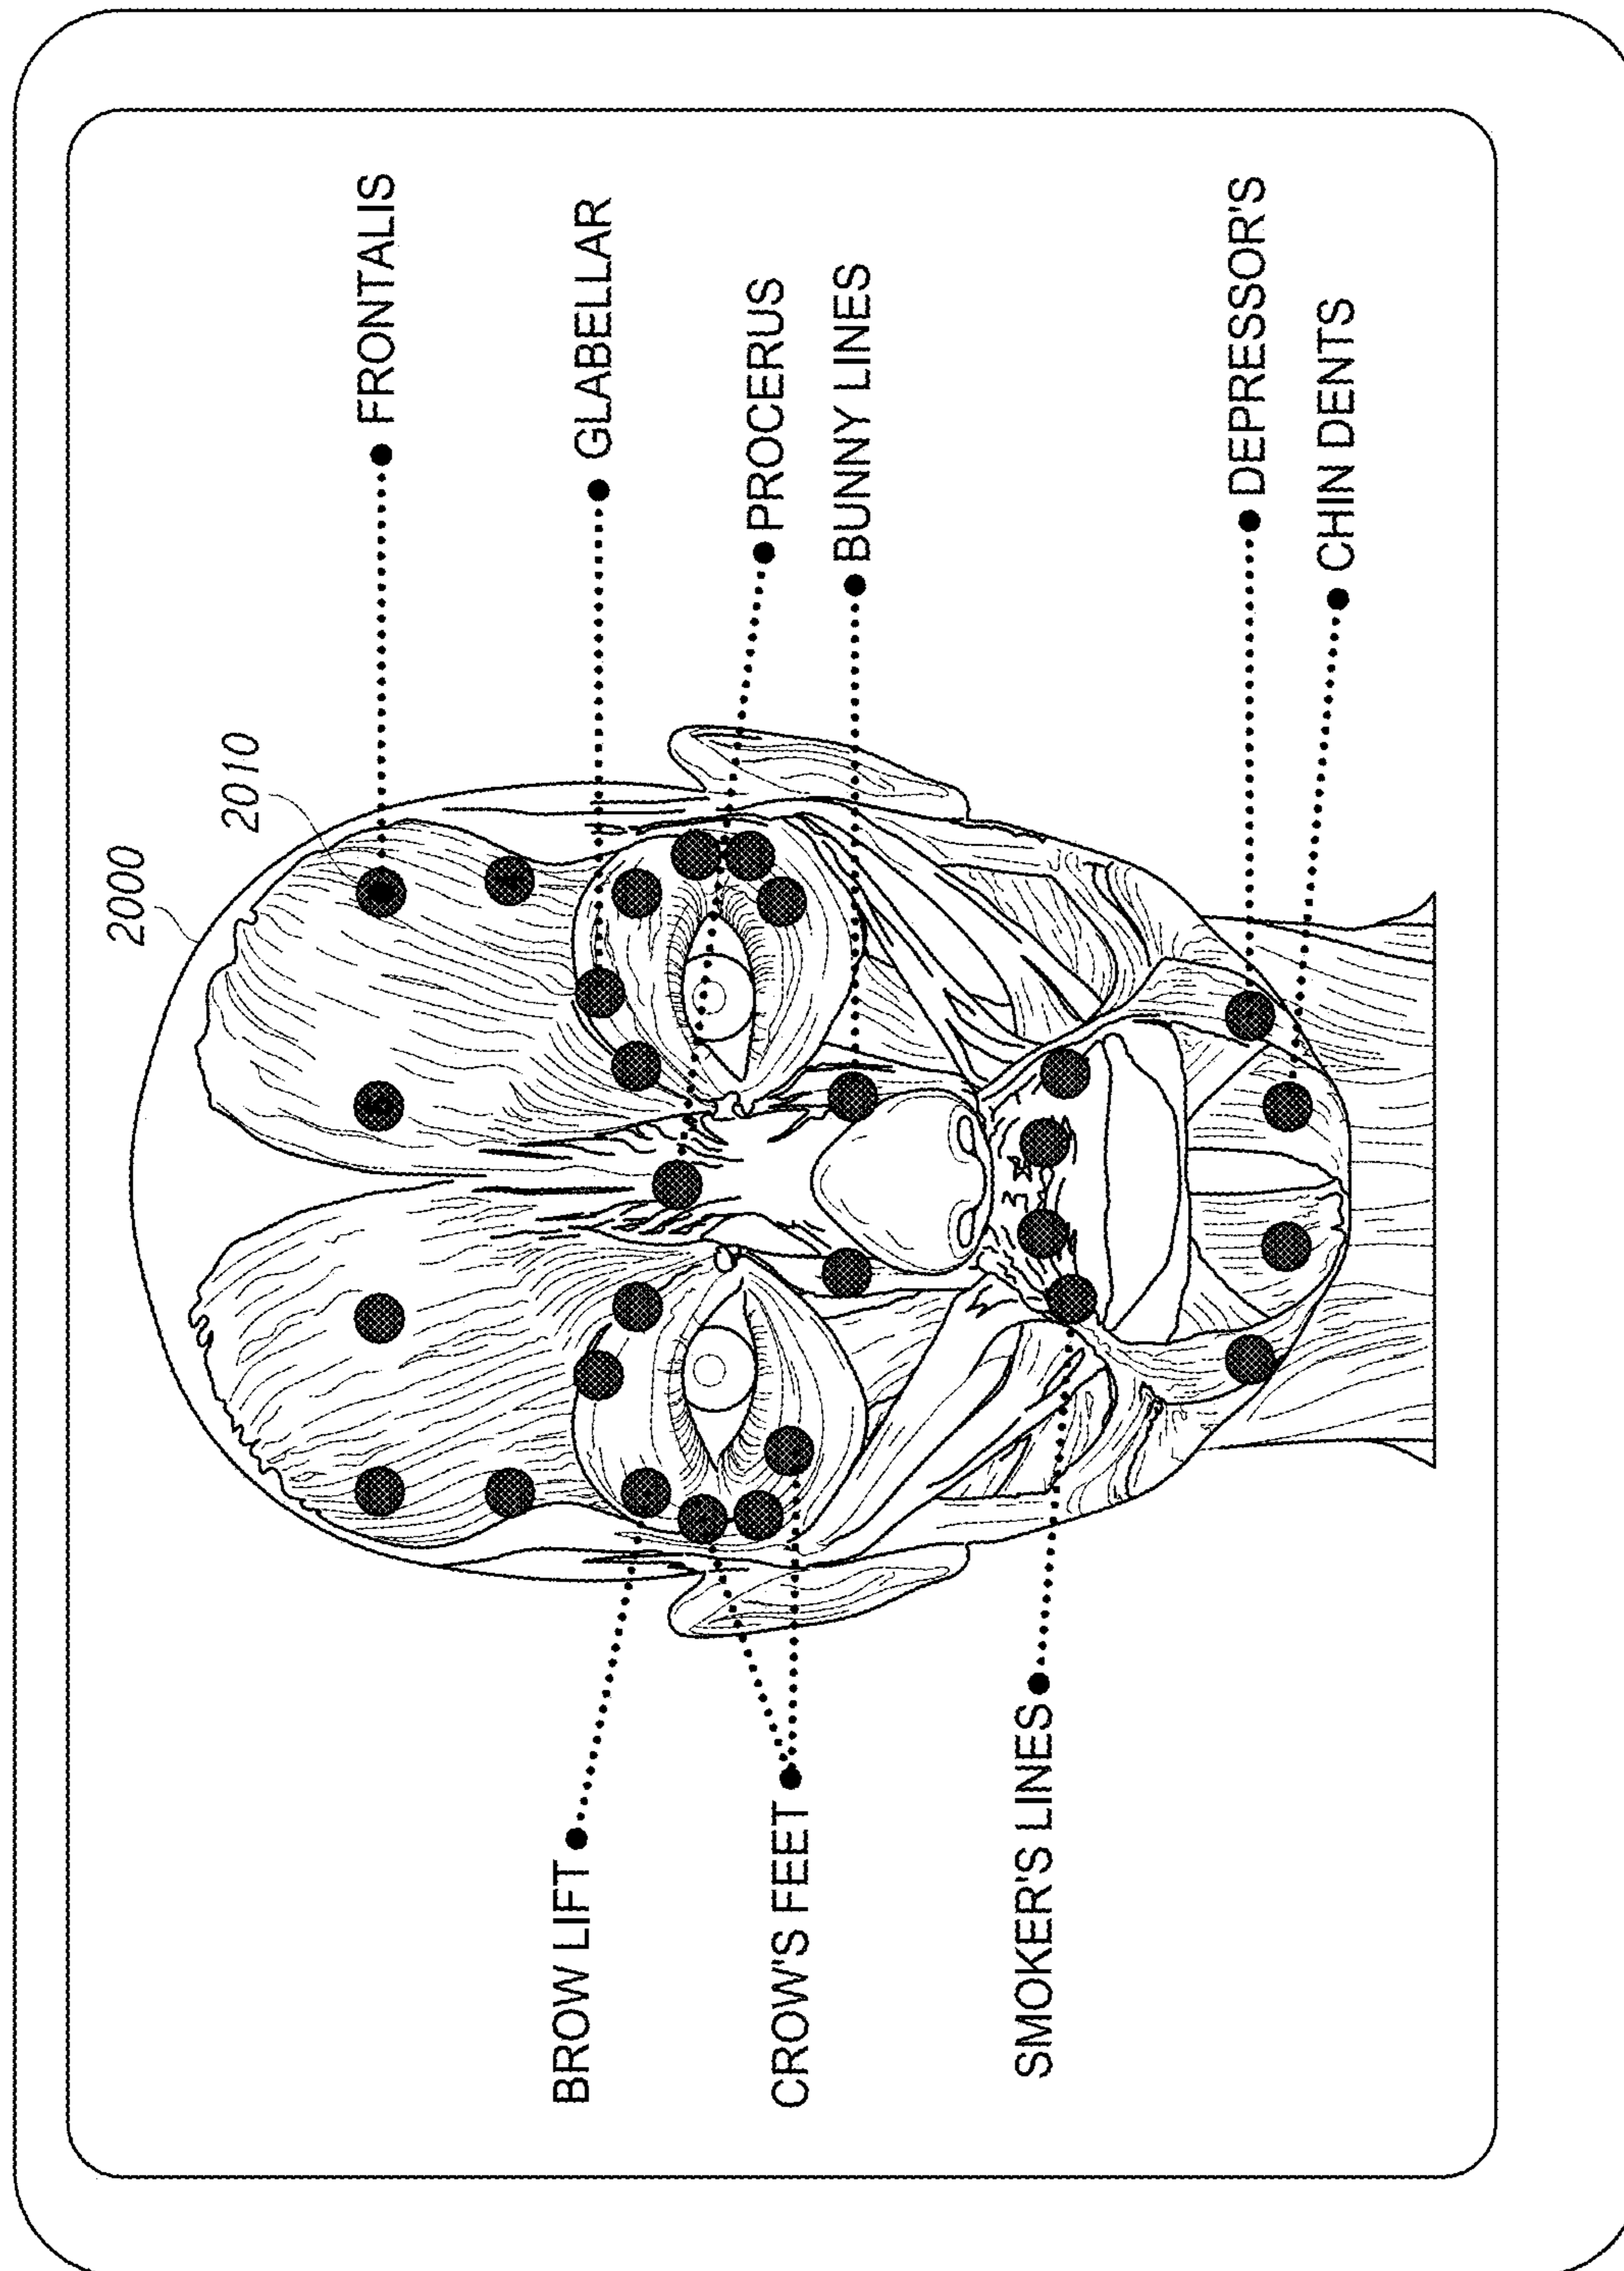 2000
2010
FRONTALIS
BROW LIFT
GLABELLAR
PROCERUS
CROW'S FEET
BUNNY LINES
SMOKER'S LINES
DEPRESSOR'S
CHIN DENTS